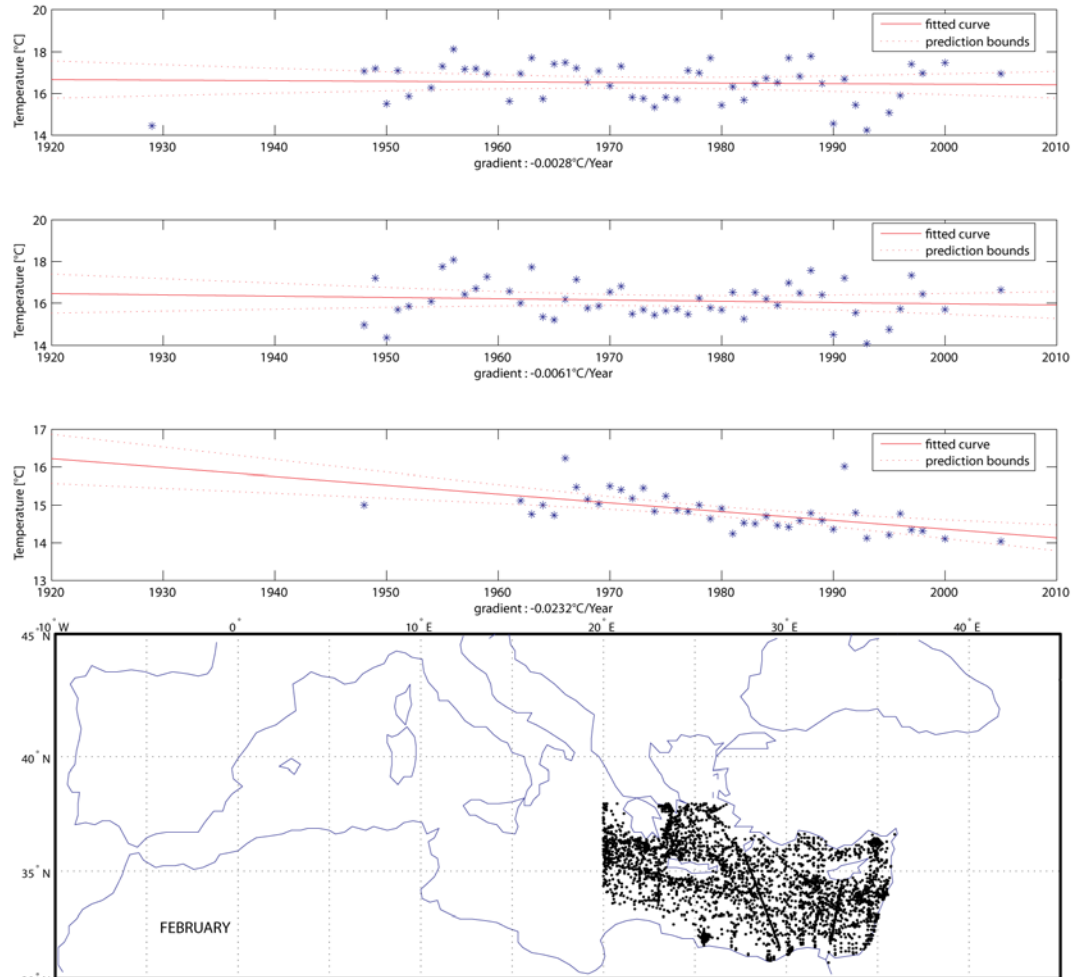 20
18
16
14
Temperature [°C]
fitted curve
prediction bounds
1920 1930 1940 1950 1960 1970 1980 1990 2000 2010
gradient : -0.0028°C/Year
20
18
16
14
Temperature [°C]
fitted curve
prediction bounds
1920 1930 1940 1950 1960 1970 1980 1990 2000 2010
gradient : -0.0061°C/Year
17
16
15
14
13
Temperature [°C]
fitted curve
prediction bounds
1920 1930 1940 1950 1960 1970 1980 1990 2000 2010
gradient : -0.0232°C/Year
-10° W 0° 10° E 20° E 30° E 40° E
45° N
40° N
35° N
FEBRUARY